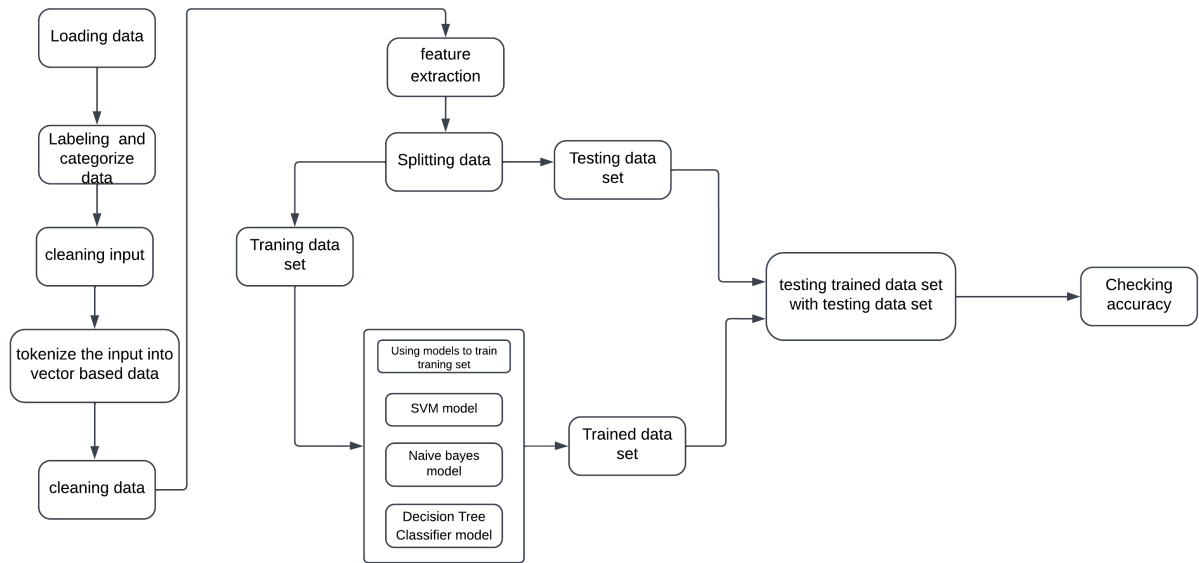 Loading data
Labeling and
categorize
data
cleaning input
tokenize the input into
vector based data
cleaning data
feature
extraction
Splitting data
Testing data
set
Traning data
set
Using models to train
traning set
SVM model
Naive bayes
model
Decision Tree
Classifier model
Trained data
set
testing trained data set
with testing data set
Checking
accuracy